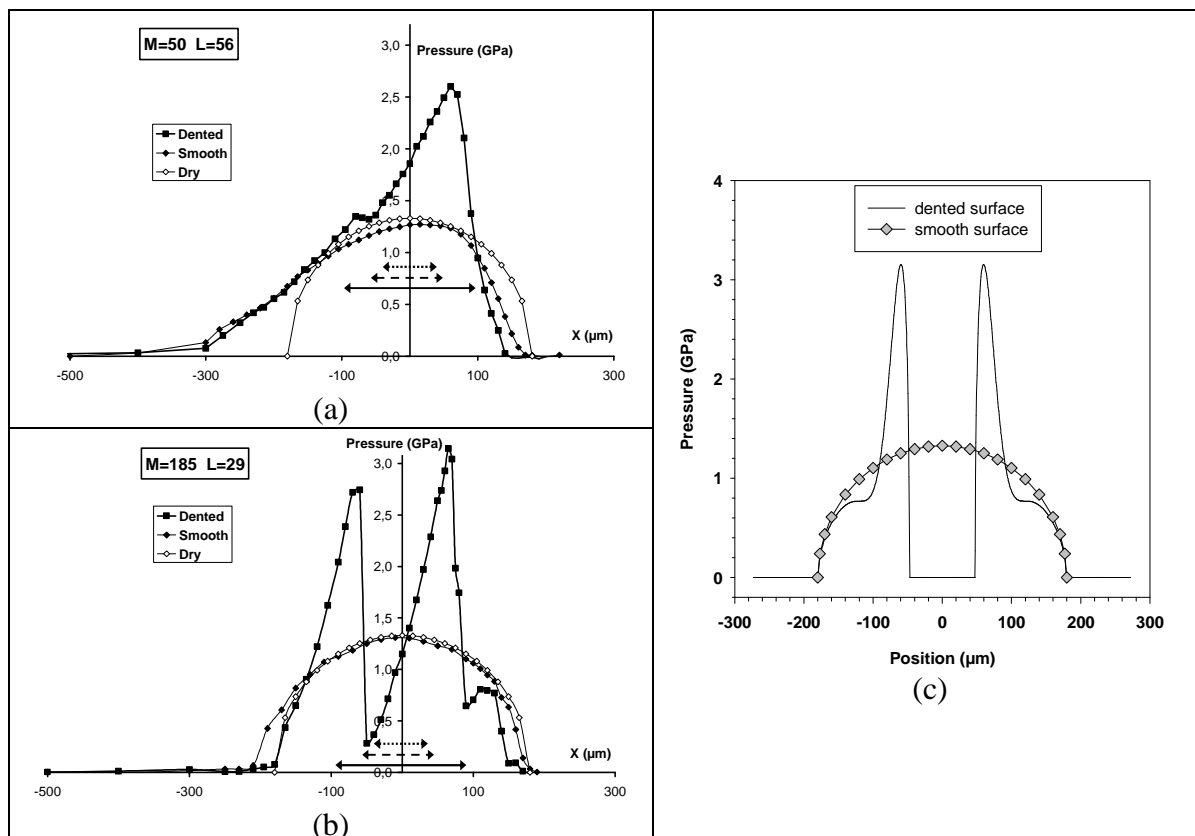 M=50 L=56
Pressure (GPa)
3,0
2,5
2,0
1,5
1,0
0,5
0,0
Dented
Smooth
Dry
X (µm)
-500
-300
-100
100
300
(a)
M=185 L=29
Pressure (GPa)
3,0
2,5
2,0
1,5
1,0
0,5
0,0
Dented
Smooth
Dry
X (µm)
-500
-300
-100
100
300
(b)
dented surface
smooth surface
Pressure (GPa)
4
3
2
1
0
-300
-200
-100
0
100
200
300
Position (µm)
(c)